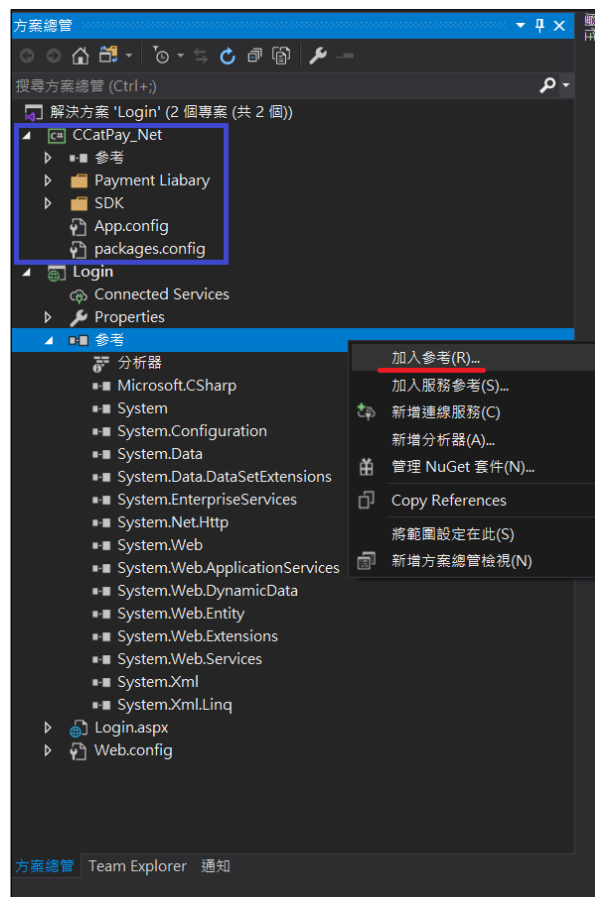 方案總管
搜尋方案總管 (Ctrl+;)
解決方案 'Login' (2 個專案 (共 2 個))
C# CCatPay_Net
參考
Payment Liabary
SDK
App.config
packages.config
Login
Connected Services
Properties
參考
分析器
Microsoft.CSharp
System
System.Configuration
System.Data
System.Data.DataSetExtensions
System.EnterpriseServices
System.Net.Http
System.Web
System.Web.ApplicationServices
System.Web.DynamicData
System.Web.Entity
System.Web.Extensions
System.Web.Services
System.Xml
System.Xml.Linq
Login.aspx
Web.config
加入參考(R)...
加入服務參考(S)...
新增連線服務(C)
新增分析器(A)...
管理 NuGet 套件(N)...
Copy References
將範圍設定在此(S)
新增方案總管檢視(N)
方案總管 Team Explorer 通知